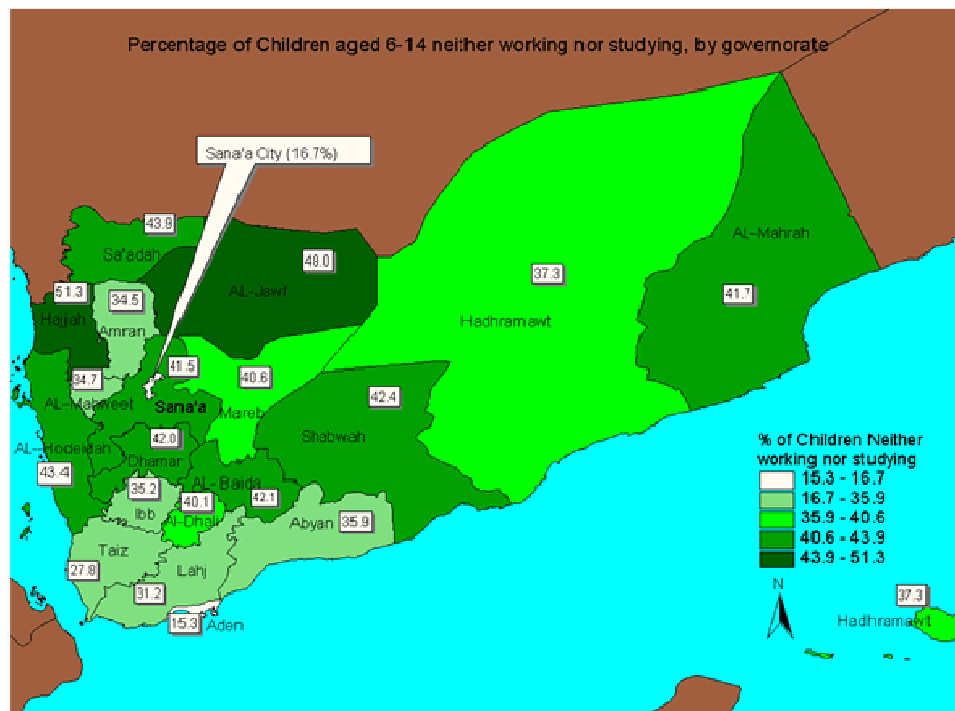 Percentage of Children aged 6-14 neither working nor studying, by governorate
Sana'a City (16.7%)
43.9
Sa'adah
48.0
AL-Jawf
51.3
Hajjah
34.5
Amran
37.3
Hadhramawt
AL-Mahrah
41.7
34.7
AL-Mahweet
41.5
Sana'a
40.6
Mareb
42.4
Shabwah
AL-Hodeidah
43.4
42.0
Dhamar
AL-Baida
42.1
35.2
Ibb
40.1
Al-Dhali
Abyan
35.9
Taiz
27.8
Lahj
31.2
15.3
Aden
% of Children Neither
working nor studying
15.3 - 16.7
16.7 - 35.9
35.9 - 40.6
40.6 - 43.9
43.9 - 51.3
N
37.3
Hadhramawt